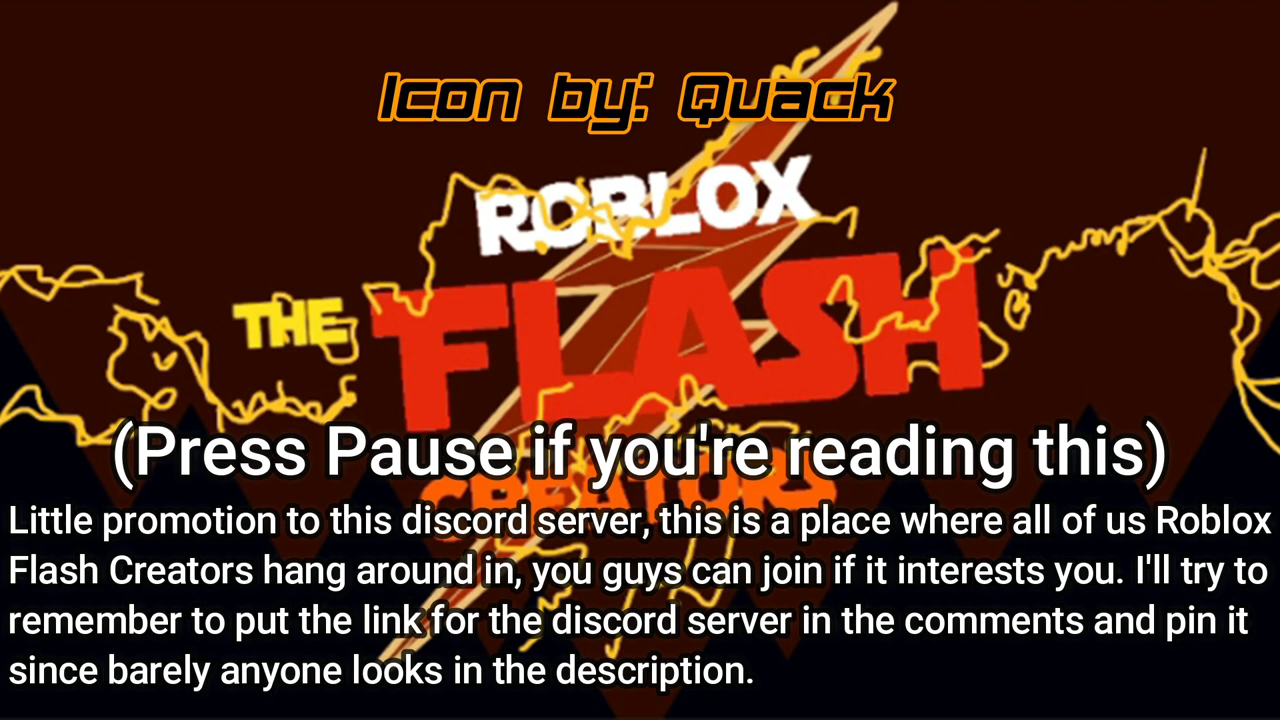 Icon by: Quack
ROBLOX
THE FLASH
(Press Pause if you're reading this)
CREATORS
Little promotion to this discord server, this is a place where all of us Roblox
Flash Creators hang around in, you guys can join if it interests you. I'll try to
remember to put the link for the discord server in the comments and pin it
since barely anyone looks in the description.